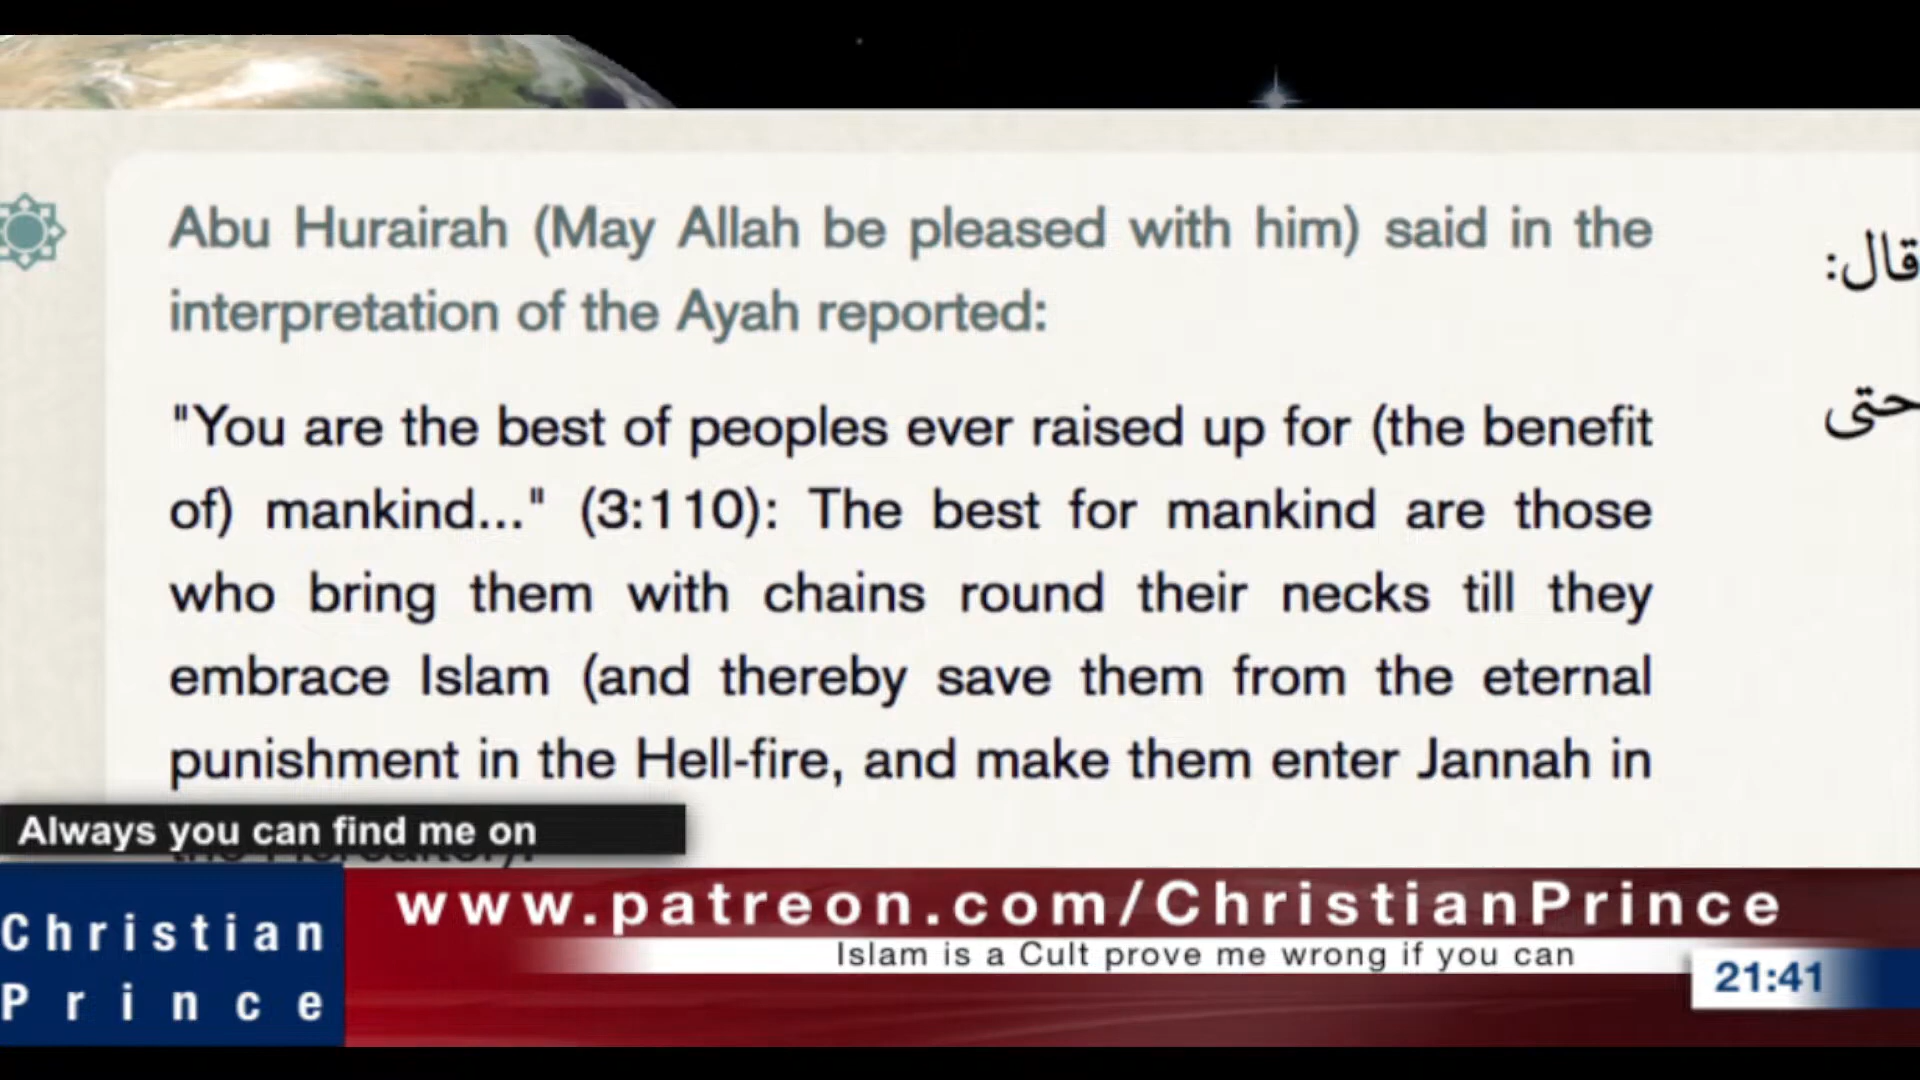 Abu Hurairah (May Allah be pleased with him) said in the
interpretation of the Ayah reported:
قال:
"You are the best of peoples ever raised up for (the benefit
حتى
of) mankind..." (3:110): The best for mankind are those
who bring them with chains round their necks till they
embrace Islam (and thereby save them from the eternal
punishment in the Hell-fire, and make them enter Jannah in
Always you can find me on
www.patreon.com/ChristianPrince
Christian
Prince
Islam is a Cult prove me wrong if you can
21:41